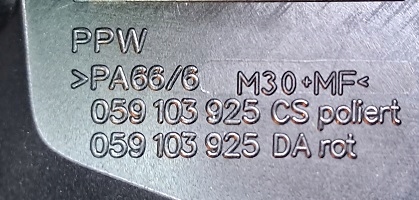 PPW
>PA66/6 M30+MF<
059 103 925 CS poliert
059 103 925 DA rot